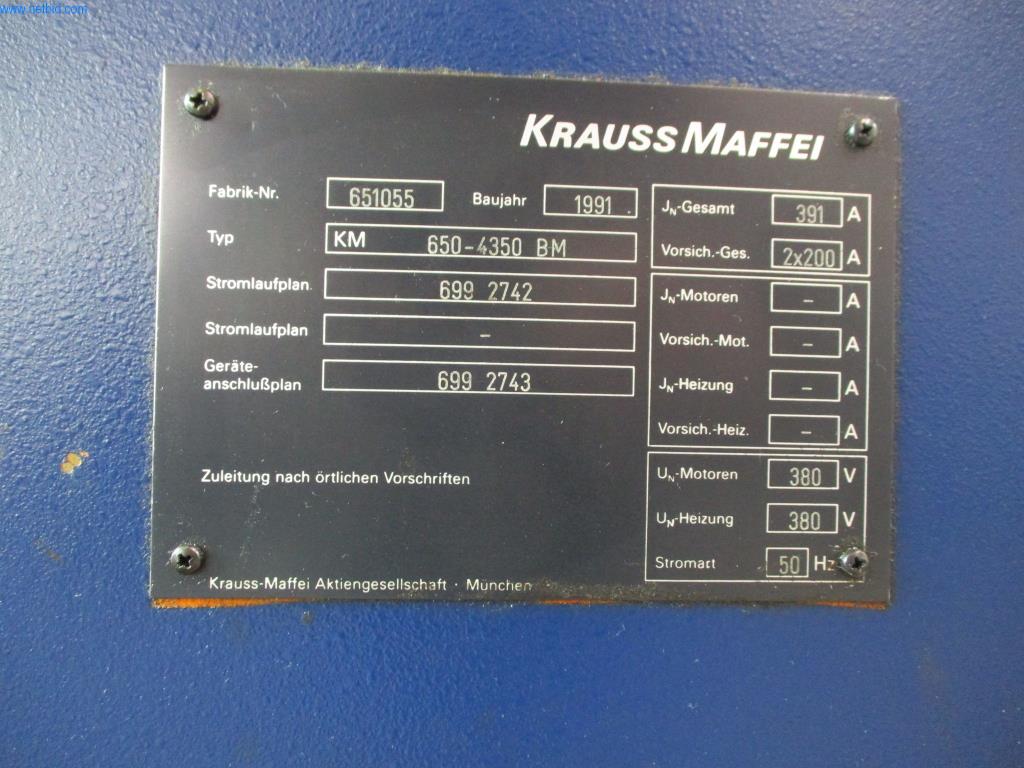 www.netbid.com
KRAUSS MAFFEI
Fabrik-Nr. 651055 Baujahr 1991
Typ KM 650-4350 BM
Stromlaufplan 699 2742
Stromlaufplan -
Geräte-
anschlußplan 699 2743
Zuleitung nach örtlichen Vorschriften
Krauss-Maffei Aktiengesellschaft · München
JN-Gesamt 391 A
Vorsich.-Ges. 2x200 A
JN-Motoren - A
Vorsich.-Mot. - A
JN-Heizung - A
Vorsich.-Heiz. - A
UN-Motoren 380 V
UN-Heizung 380 V
Stromart 50 Hz